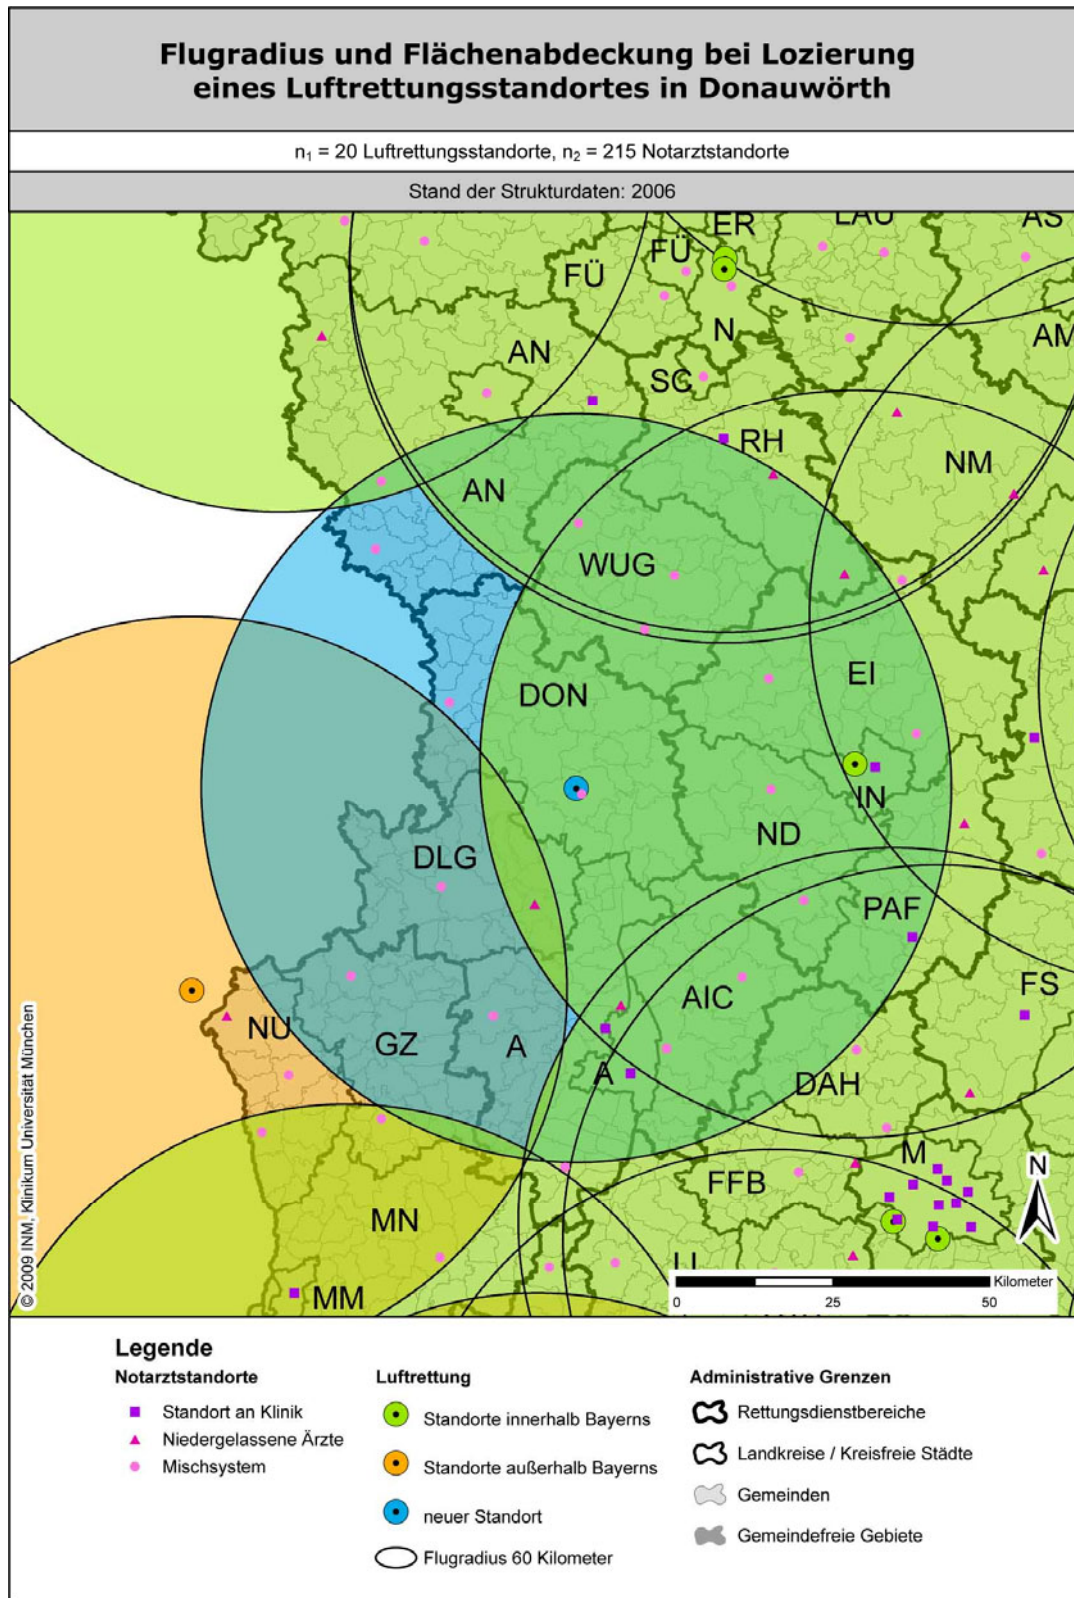 Flugradius und Flächenabdeckung bei Lozierung
eines Luftrettungsstandortes in Donauwörth
n₁ = 20 Luftrettungsstandorte, n₂ = 215 Notarztstandorte
Stand der Strukturdaten: 2006
ER
LAU
AS
FÜ
FÜ
N
AM
AN
SC
RH
NM
AN
WUG
EI
DON
IN
ND
DLG
PAF
FS
AIC
NU
GZ
A
A
DAH
M
N
FFB
MN
MM
Kilometer
0
25
50
© 2009 INM, Klinikum Universität München
Legende
Notarztstandorte
Standort an Klinik
Niedergelassene Ärzte
Mischsystem
Luftrettung
Standorte innerhalb Bayerns
Standorte außerhalb Bayerns
neuer Standort
Flugradius 60 Kilometer
Administrative Grenzen
Rettungsdienstbereiche
Landkreise / Kreisfreie Städte
Gemeinden
Gemeindefreie Gebiete